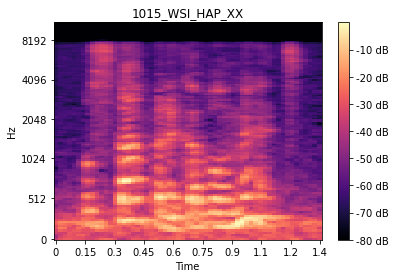 1015_WSI_HAP_XX
8192
4096
2048
1024
512
0
Hz
0 0.15 0.3 0.45 0.6 0.75 0.9 1.1 1.2 1.4
Time
-10 dB
-20 dB
-30 dB
-40 dB
-50 dB
-60 dB
-70 dB
-80 dB